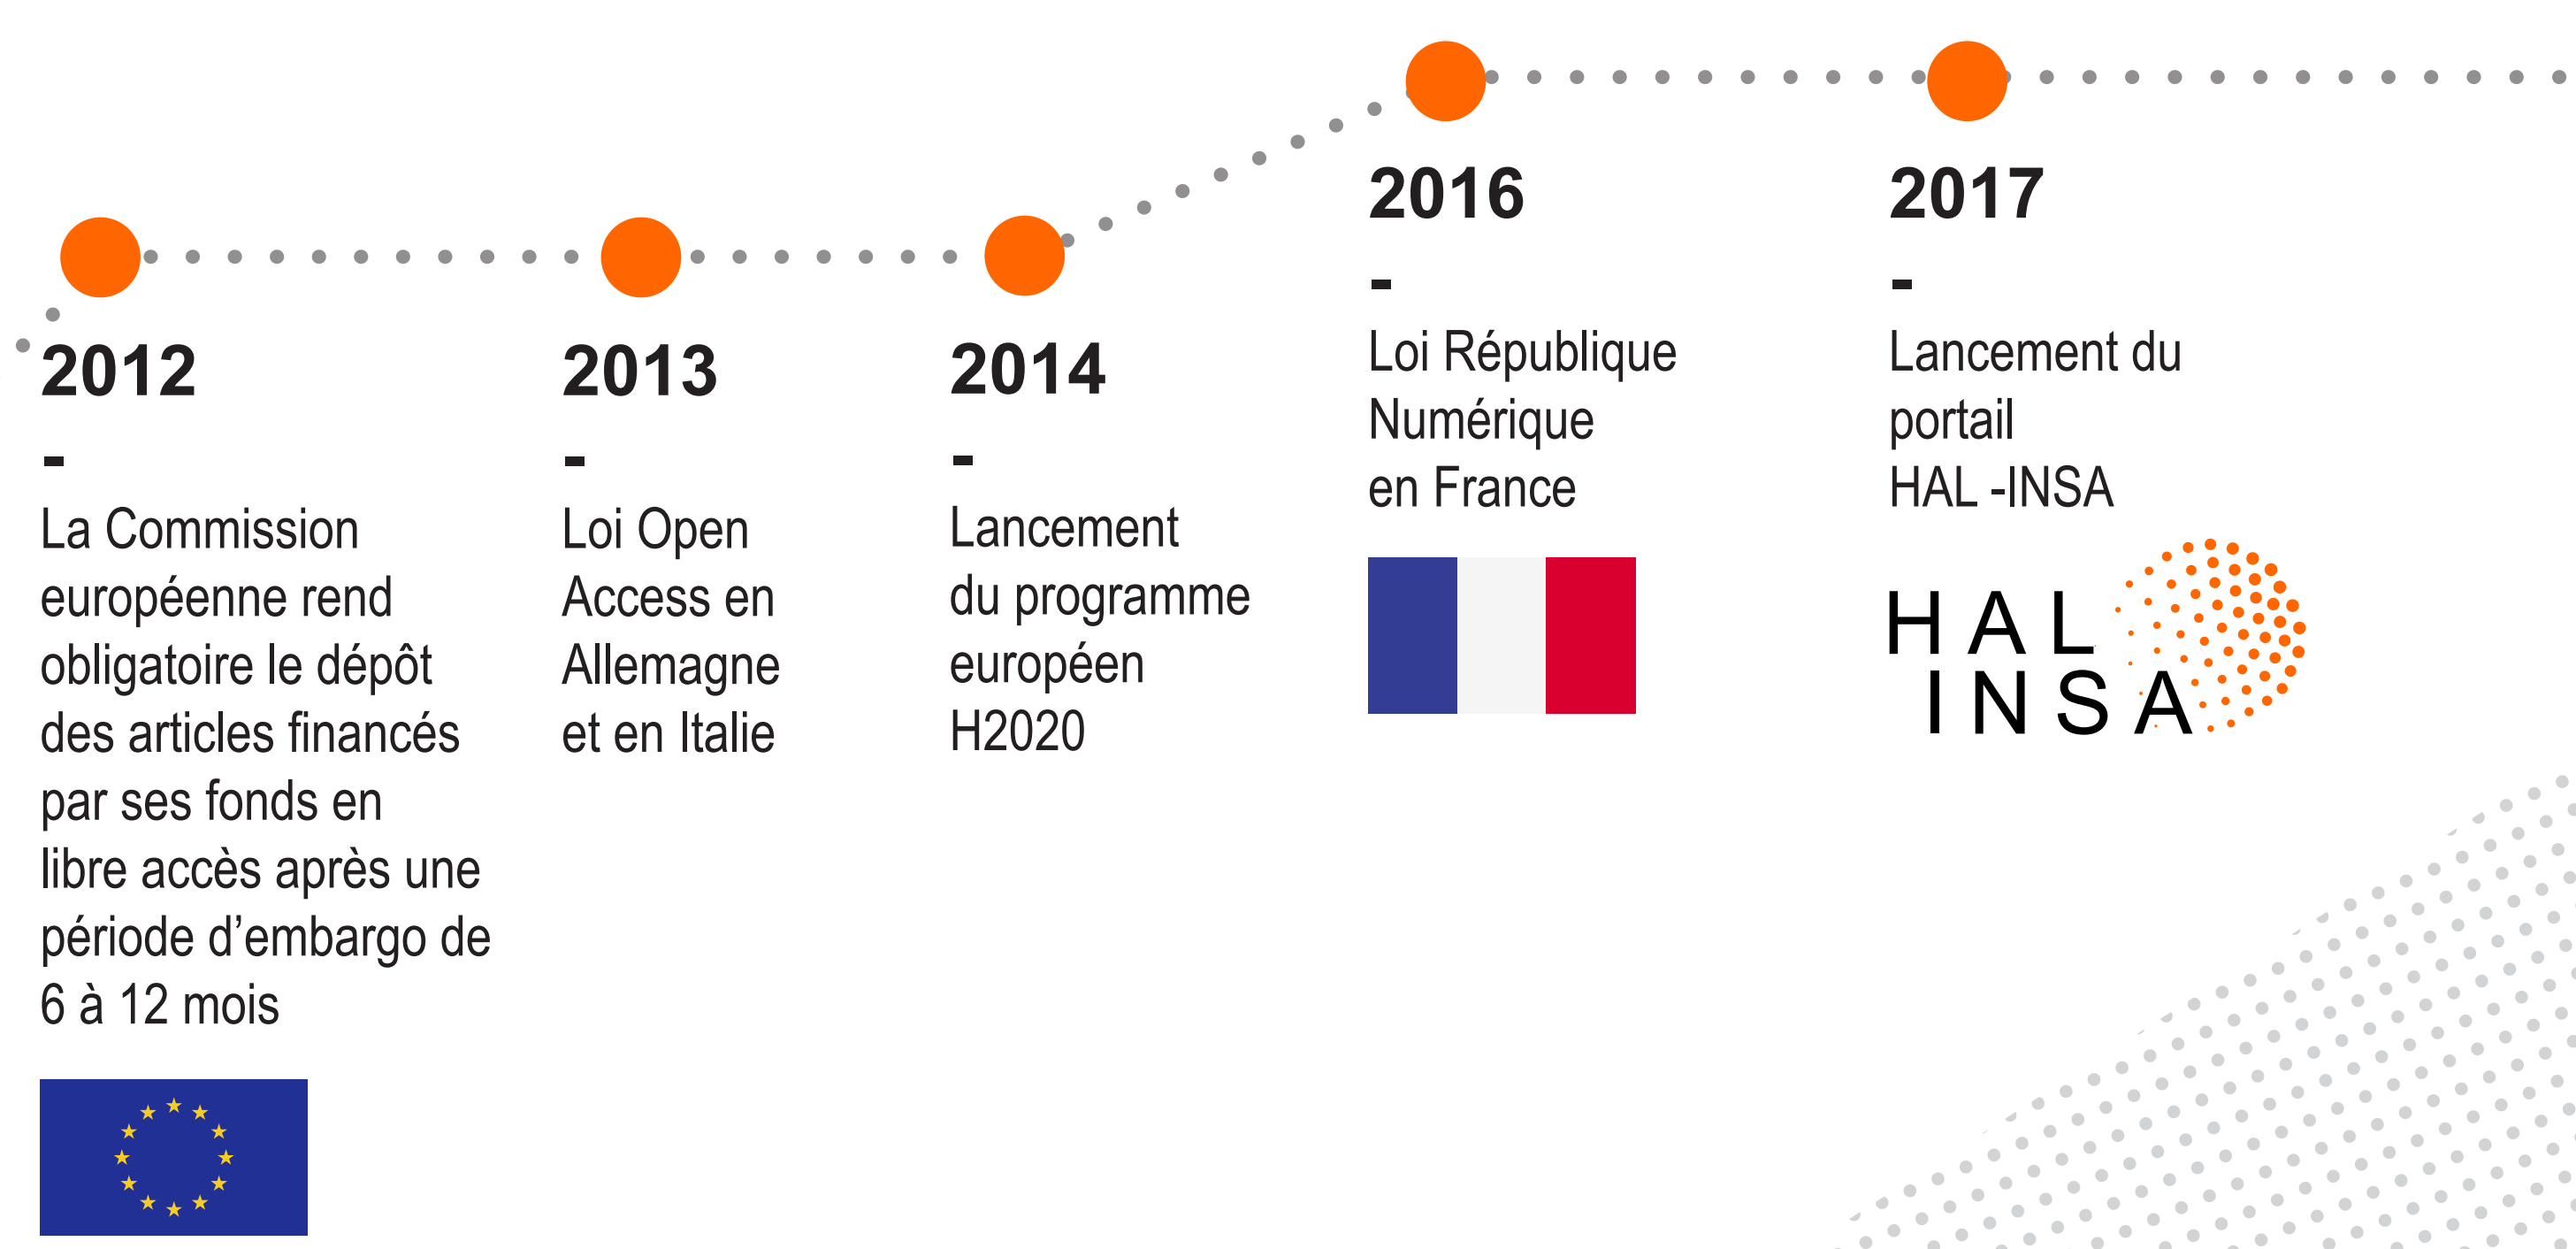 2012
-
La Commission
européenne rend
obligatoire le dépôt
des articles financés
par ses fonds en
libre accès après une
période d’embargo de
6 à 12 mois
2013
-
Loi Open
Access en
Allemagne
et en Italie
2014
-
Lancement
du programme
européen
H2020
2016
-
Loi République
Numérique
en France
2017
-
Lancement du
portail
HAL -INSA
HAL
INSA